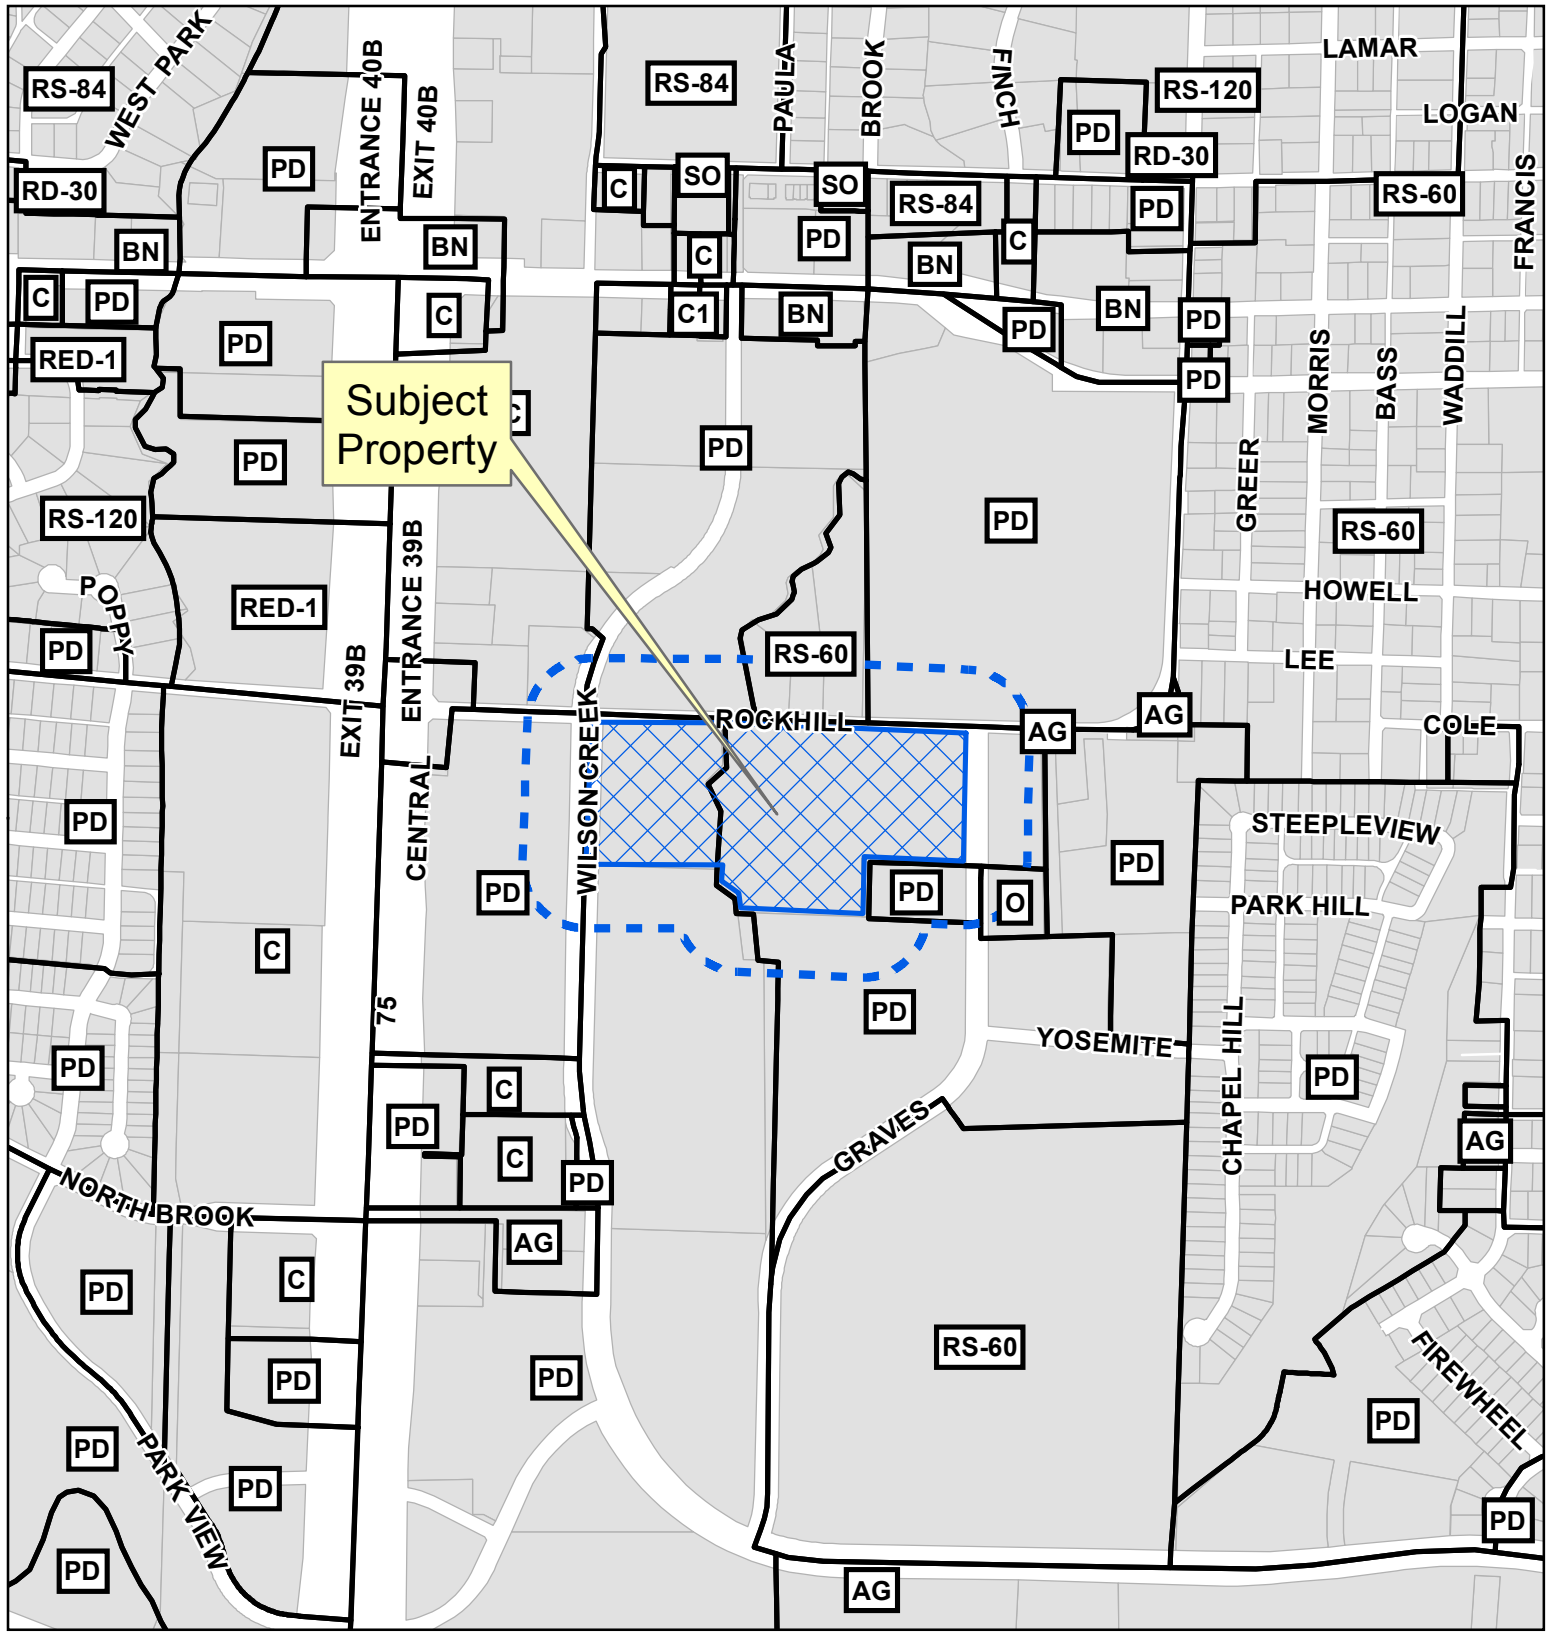 LAMAR
WEST PARK
ENTRANCE 40B
PAULA
BROOK
FINCH
RS-84
RS-84
RS-120
EXIT 40B
LOGAN
PD
RD-30
PD
SO
SO
C
RD-30
RS-60
RS-84
PD
FRANCIS
PD
C
BN
BN
C
BN
C
PD
PD
C
C1
BN
BN
PD
PD
RED-1
PD
PD
MORRIS
BASS
WADDILL
Subject
Property
C
PD
PD
GREER
RS-120
PD
RS-60
ENTRANCE 39B
POPPY
HOWELL
RED-1
PD
RS-60
LEE
EXIT 39B
WILSON CREEK
ROCKHILL
AG
AG
COLE
PD
CENTRAL
STEEPLEVIEW
PD
PD
PD
O
PARK HILL
C
75
PD
YOSEMITE
CHAPEL HILL
PD
C
PD
PD
GRAVES
AG
C
PD
NORTH BROOK
AG
C
PD
RS-60
FIREWHEEL
PD
PD
PD
PD
PARK VIEW
PD
PD
PD
AG